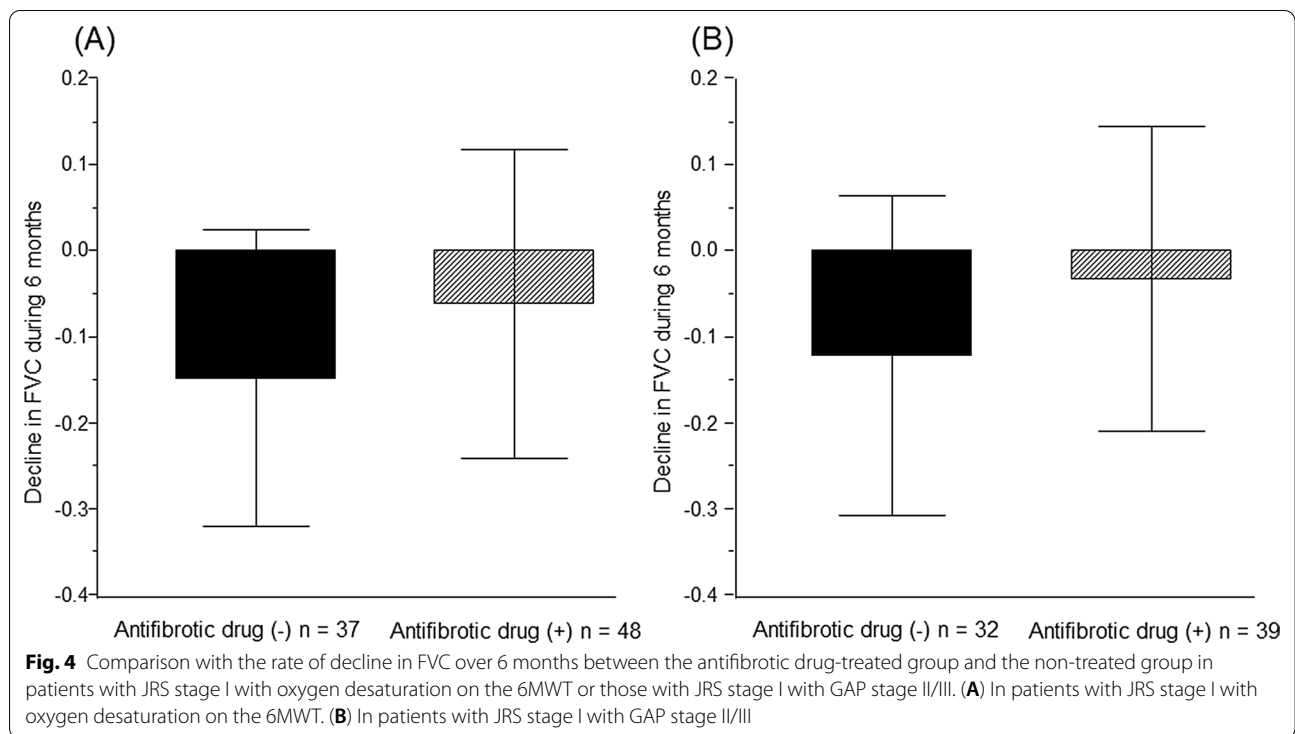 (A)
Decline in FVC during 6 months
0.2
0.1
0.0
-0.1
-0.2
-0.3
-0.4
Antifibrotic drug (-) n = 37
Antifibrotic drug (+) n = 48
(B)
Decline in FVC during 6 months
0.2
0.1
0.0
-0.1
-0.2
-0.3
-0.4
Antifibrotic drug (-) n = 32
Antifibrotic drug (+) n = 39
Fig. 4 Comparison with the rate of decline in FVC over 6 months between the antifibrotic drug-treated group and the non-treated group in
patients with JRS stage I with oxygen desaturation on the 6MWT or those with JRS stage I with GAP stage II/III. (A) In patients with JRS stage I with
oxygen desaturation on the 6MWT. (B) In patients with JRS stage I with GAP stage II/III